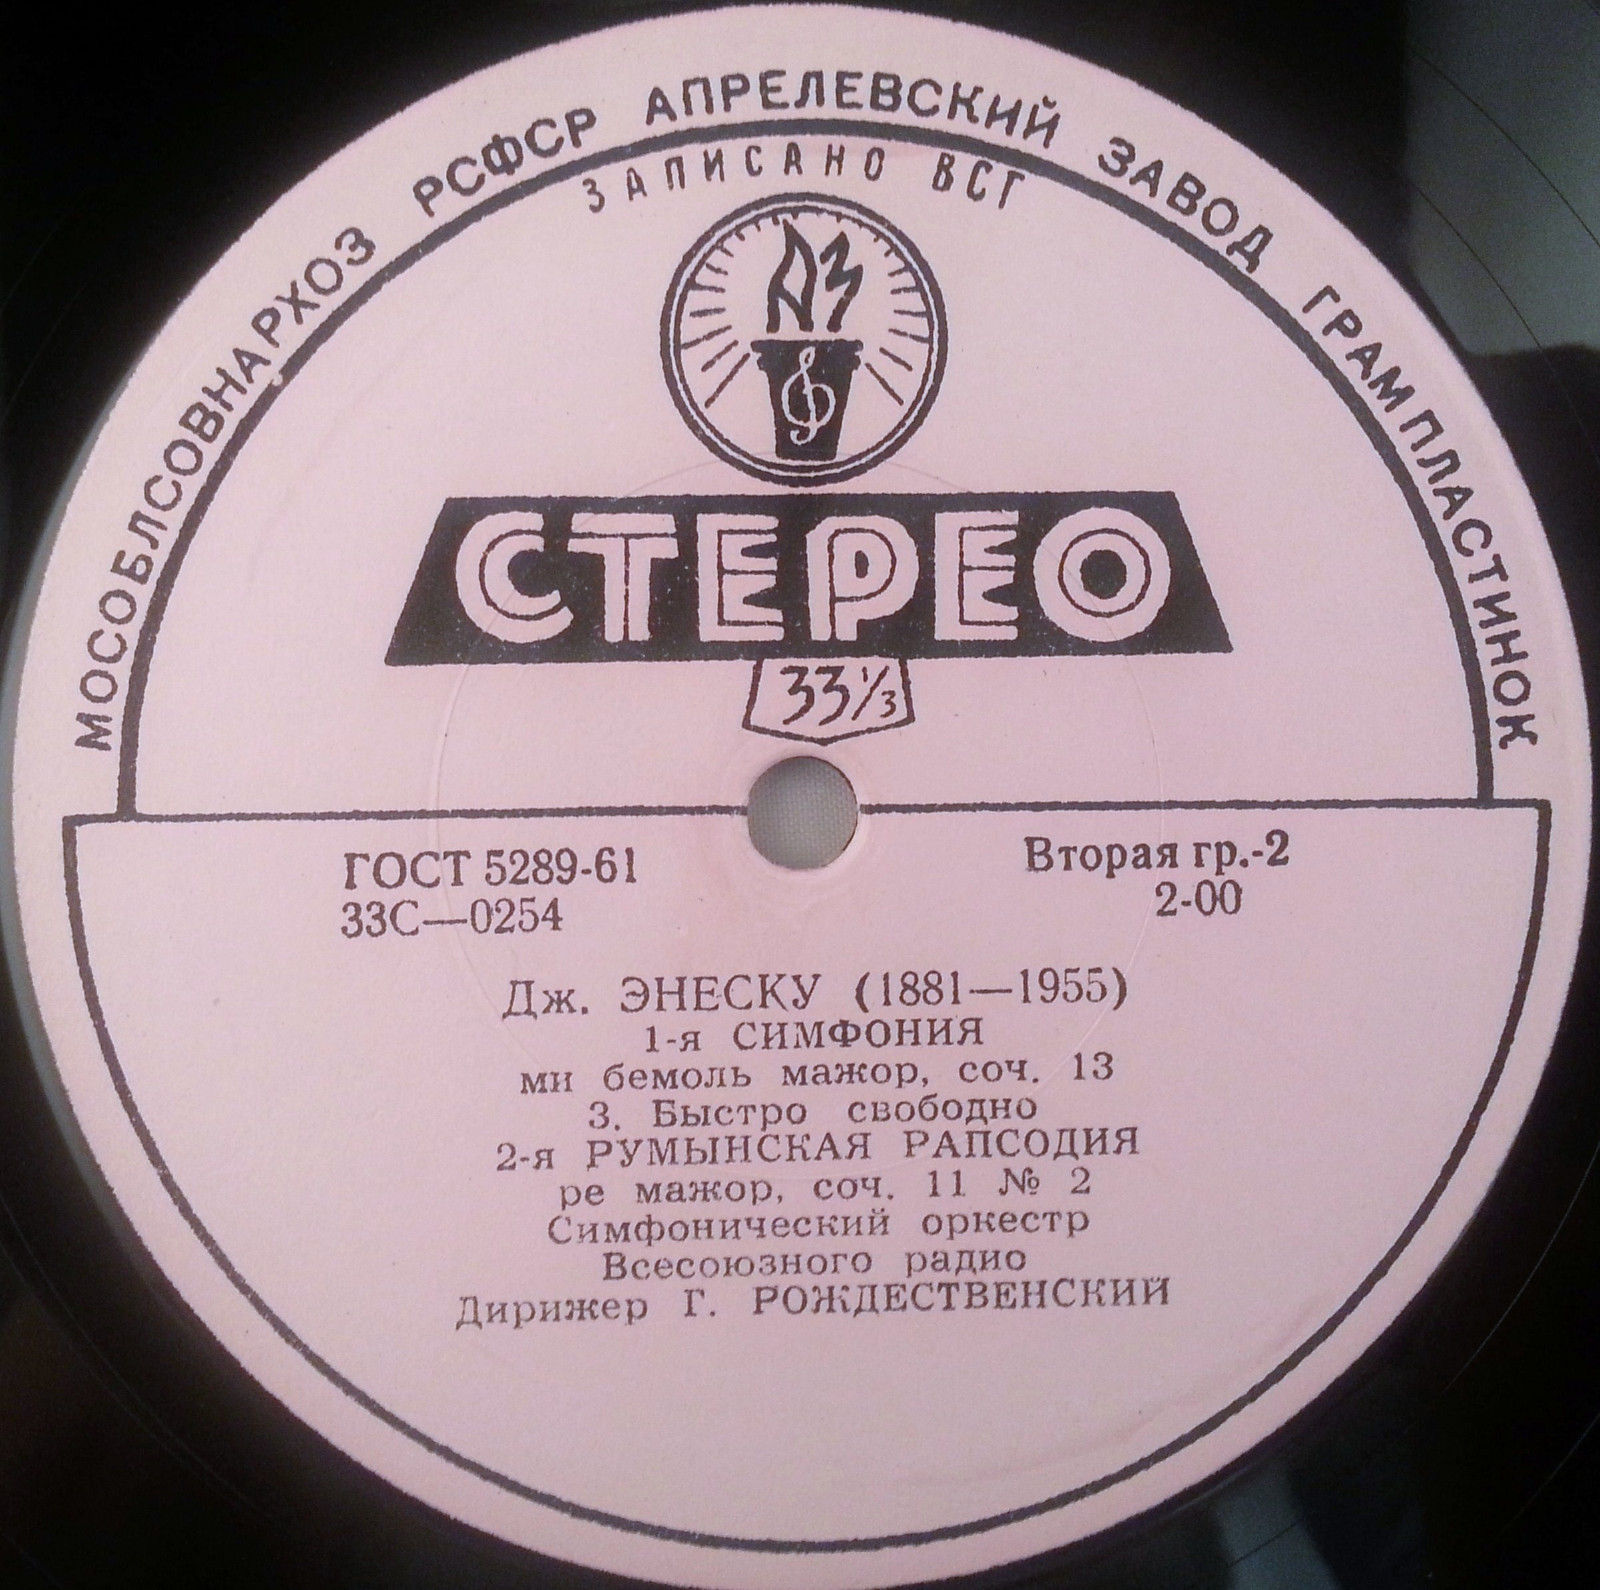 МОСОБЛСОВНАРХОЗ РСФСР АПРЕЛЕВСКИЙ ЗАВОД ГРАМПЛАСТИНОК
ЗАПИСАНО ВСГ
АЗ
СТЕРЕО
33⅓
ГОСТ 5289-61
33С—0254
Вторая гр.-2
2-00
Дж. ЭНЕСКУ (1881—1955)
1-я СИМФОНИЯ
ми бемоль мажор, соч. 13
3. Быстро свободно
2-я РУМЫНСКАЯ РАПСОДИЯ
ре мажор, соч. 11 № 2
Симфонический оркестр
Всесоюзного радио
Дирижер Г. РОЖДЕСТВЕНСКИЙ